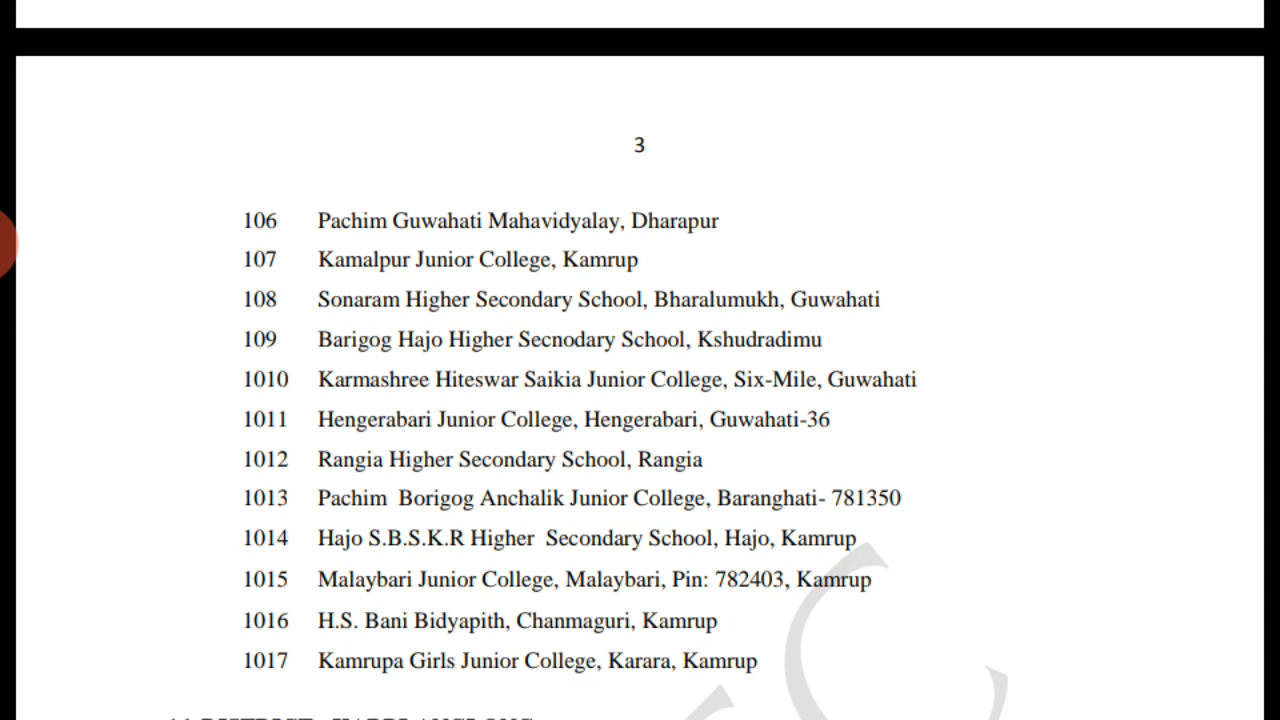 3
106 Pachim Guwahati Mahavidyalay, Dharapur
107 Kamalpur Junior College, Kamrup
108 Sonaram Higher Secondary School, Bharalumukh, Guwahati
109 Barigog Hajo Higher Secnodary School, Kshudradimu
1010 Karmashree Hiteswar Saikia Junior College, Six-Mile, Guwahati
1011 Hengerabari Junior College, Hengerabari, Guwahati-36
1012 Rangia Higher Secondary School, Rangia
1013 Pachim  Borigog Anchalik Junior College, Baranghati- 781350
1014 Hajo S.B.S.K.R Higher  Secondary School, Hajo, Kamrup
1015 Malaybari Junior College, Malaybari, Pin: 782403, Kamrup
1016 H.S. Bani Bidyapith, Chanmaguri, Kamrup
1017 Kamrupa Girls Junior College, Karara, Kamrup